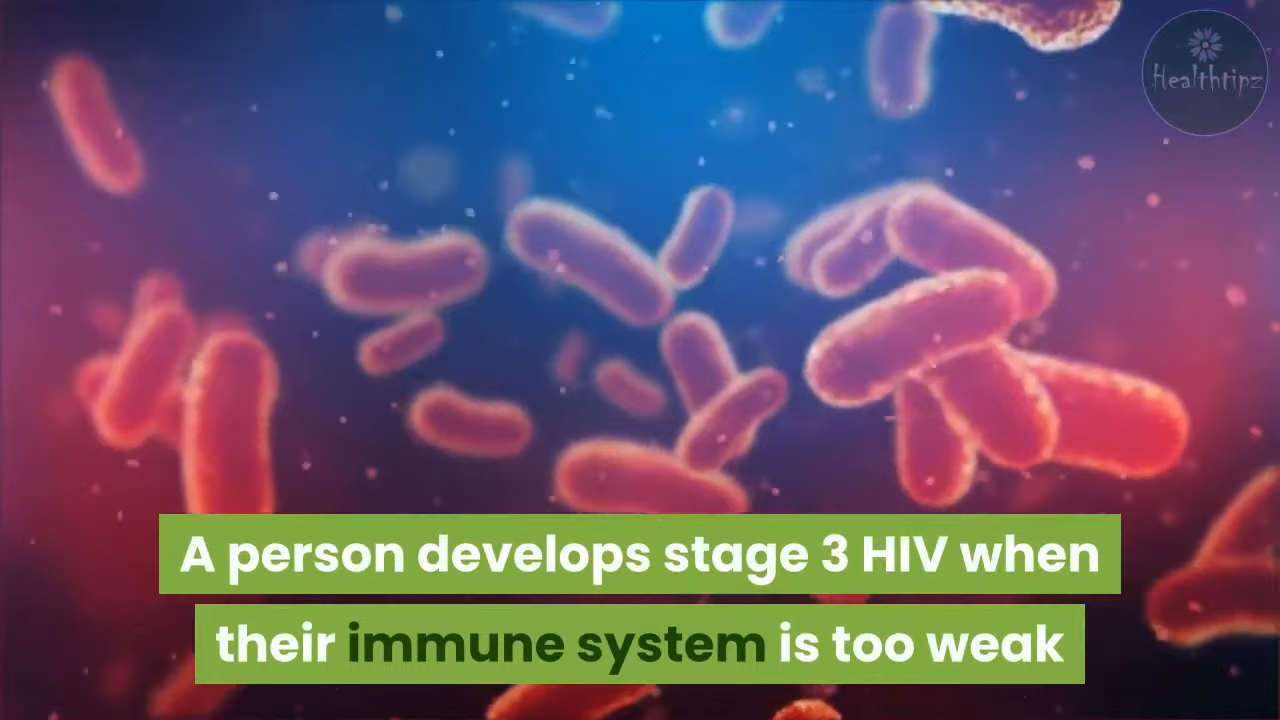 Healthtipz
A person develops stage 3 HIV when
their immune system is too weak